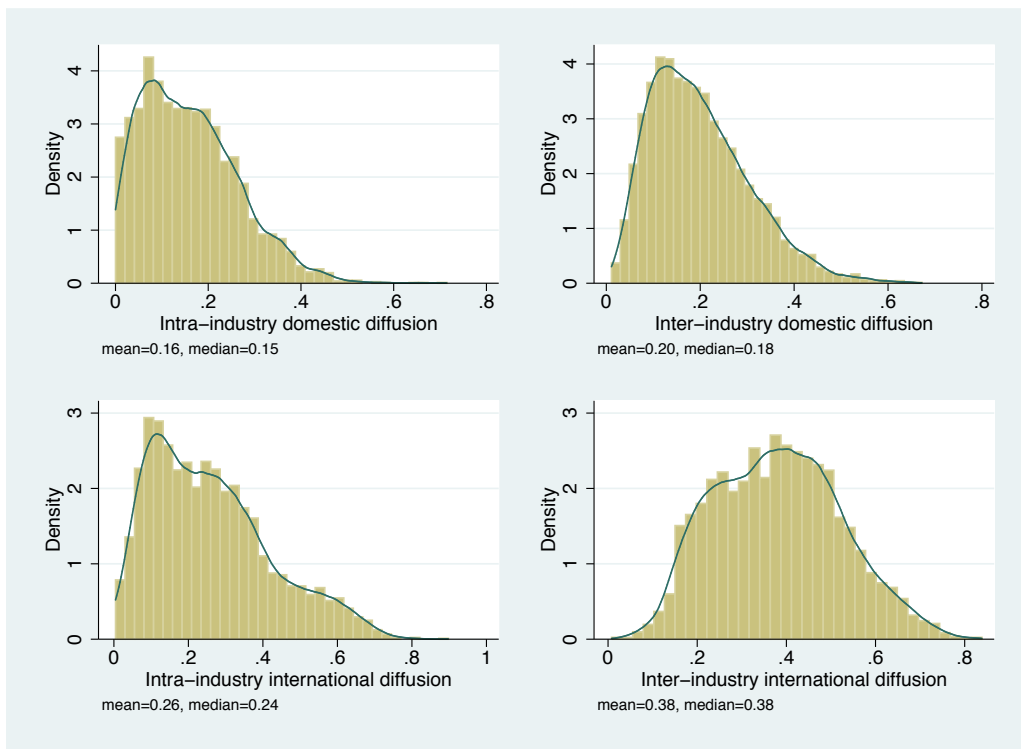 Density
4
3
2
1
0
0 .2 .4 .6 .8
Intra−industry domestic diffusion
mean=0.16, median=0.15
Density
4
3
2
1
0
0 .2 .4 .6 .8
Inter−industry domestic diffusion
mean=0.20, median=0.18
Density
3
2
1
0
0 .2 .4 .6 .8 1
Intra−industry international diffusion
mean=0.26, median=0.24
Density
3
2
1
0
0 .2 .4 .6 .8
Inter−industry international diffusion
mean=0.38, median=0.38